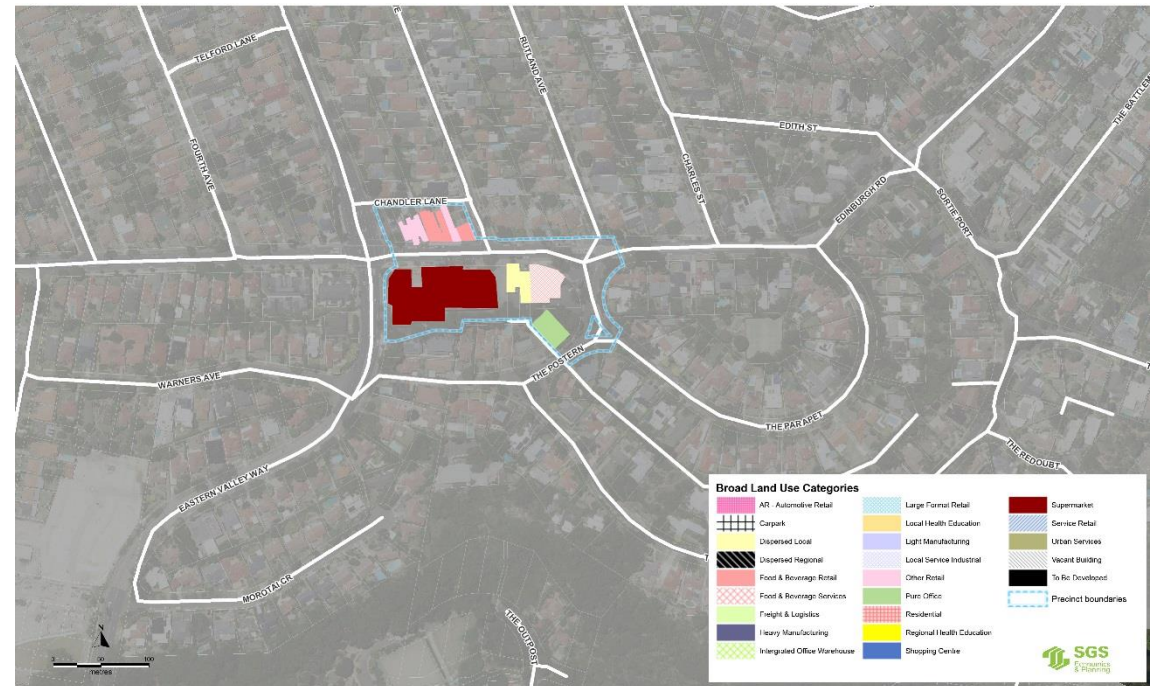 TELFORD LANE
FOURTH AVE
RUTLAND AVE
EDITH ST
CHARLES ST
EDINBURGH RD
SORTIE PORT
CHANDLER LANE
THE POSTERN
WARNERS AVE
THE PARAPET
THE REDOUBT
EASTERN VALLEY WAY
MOROTAI CR
THE OUTPOST
N
100
metres
Broad Land Use Categories
AR - Automotive Retail
Carpark
Dispersed Local
Dispersed Regional
Food & Beverage Retail
Food & Beverage Services
Freight & Logistics
Heavy Manufacturing
Intergrated Office Warehouse
Large Format Retail
Local Health Education
Light Manufacturing
Local Service Industrial
Other Retail
Pure Office
Residential
Regional Health Education
Shopping Centre
Supermarket
Service Retail
Urban Services
Vacant Building
To Be Developed
Precinct boundaries
SGS
Economics
& Planning